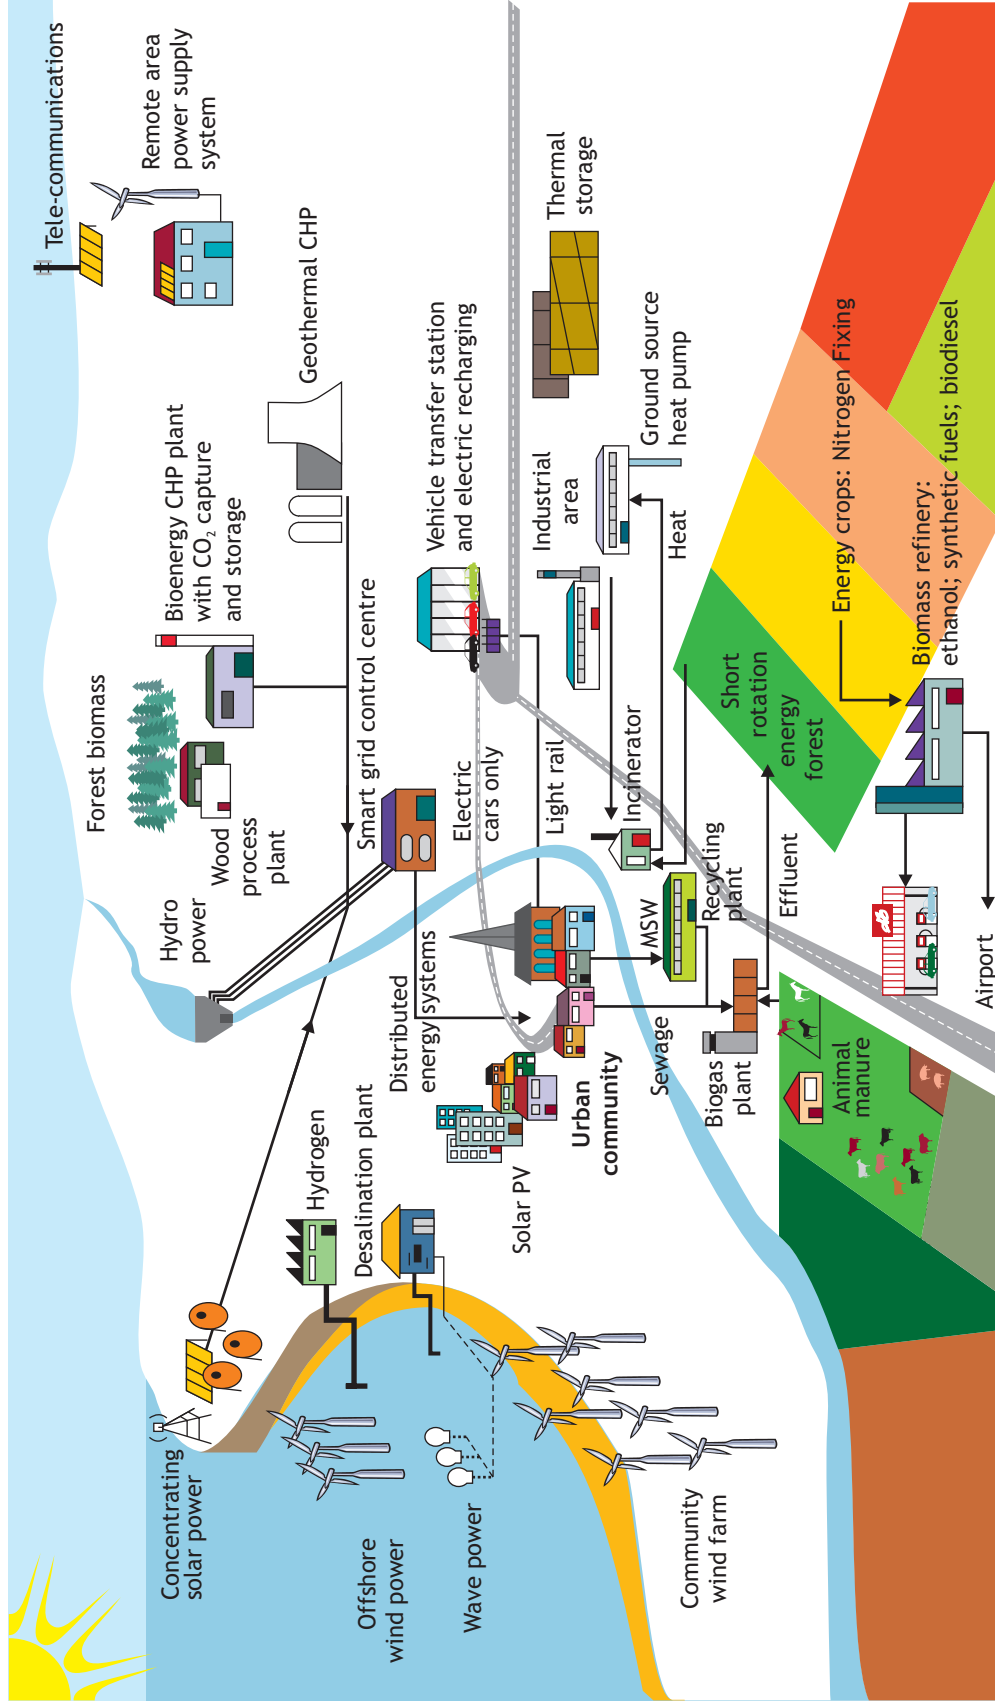 Tele-communications
Remote area
power supply
system
Forest biomass
Bioenergy CHP plant
with CO2 capture
and storage
Geothermal CHP
Hydro
power
Wood
process
plant
Smart grid control centre
Concentrating
solar power
Hydrogen
Desalination plant
Distributed
energy systems
Electric
cars only
Vehicle transfer station
and electric recharging
Offshore
wind power
Wave power
Solar PV
Urban
community
Light rail
Industrial
area
Thermal
storage
Incinerator
Heat
Ground source
heat pump
MSW
Sewage
Recycling
plant
Community
wind farm
Biogas
plant
Effluent
Short
rotation
energy
forest
Animal
manure
Energy crops: Nitrogen Fixing
Biomass refinery:
ethanol; synthetic fuels; biodiesel
Airport